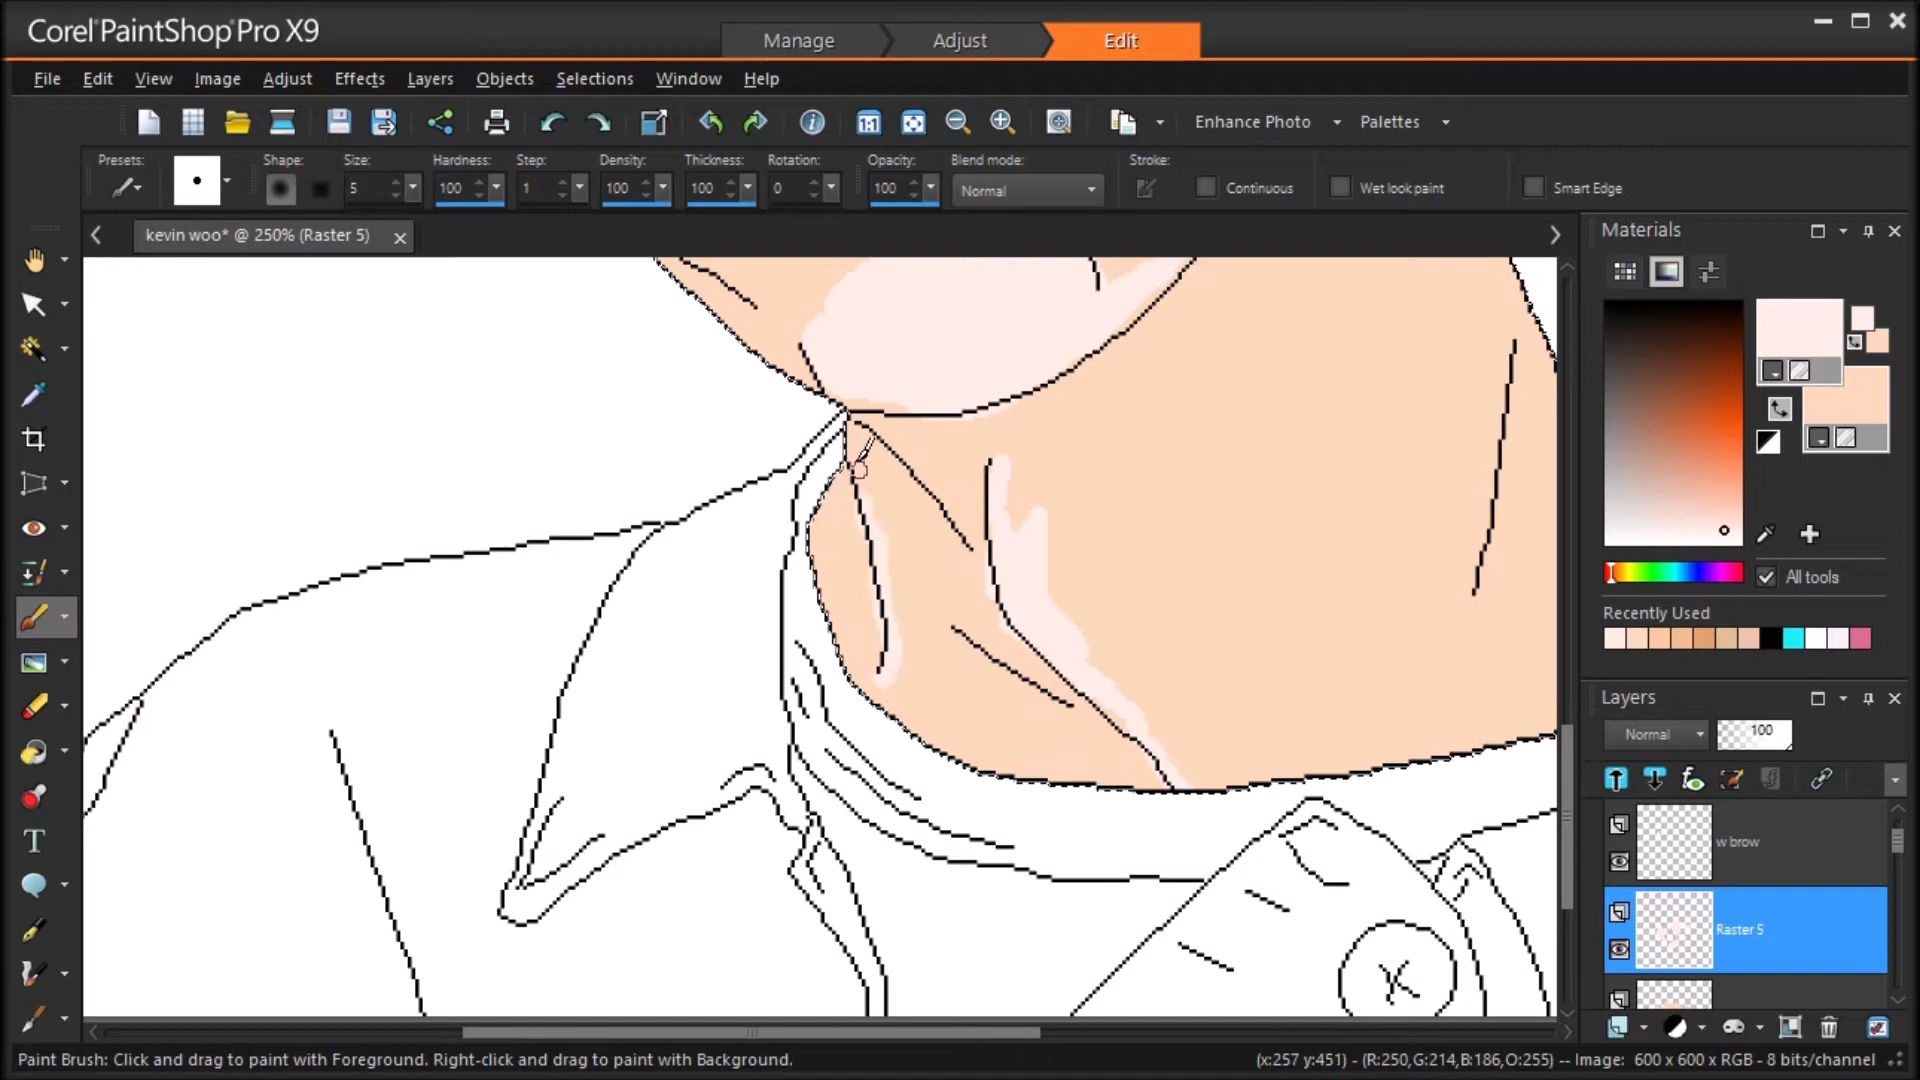 Corel PaintShop Pro X9
Manage Adjust Edit
File Edit View Image Adjust Effects Layers Objects Selections Window Help
1:1 Enhance Photo Palettes
Presets: Shape: Size: Hardness: Step: Density: Thickness: Rotation: Opacity: Blend mode: Stroke:
5 100 1 100 100 0 100 Normal Continuous Wet look paint Smart Edge
kevin woo* @ 250% (Raster 5)
Materials
All tools
Recently Used
Layers
Normal 100
w brow
Raster 5
Paint Brush: Click and drag to paint with Foreground. Right-click and drag to paint with Background.
(x:257 y:451) - (R:250,G:214,B:186,O:255) -- Image: 600 x 600 x RGB - 8 bits/channel